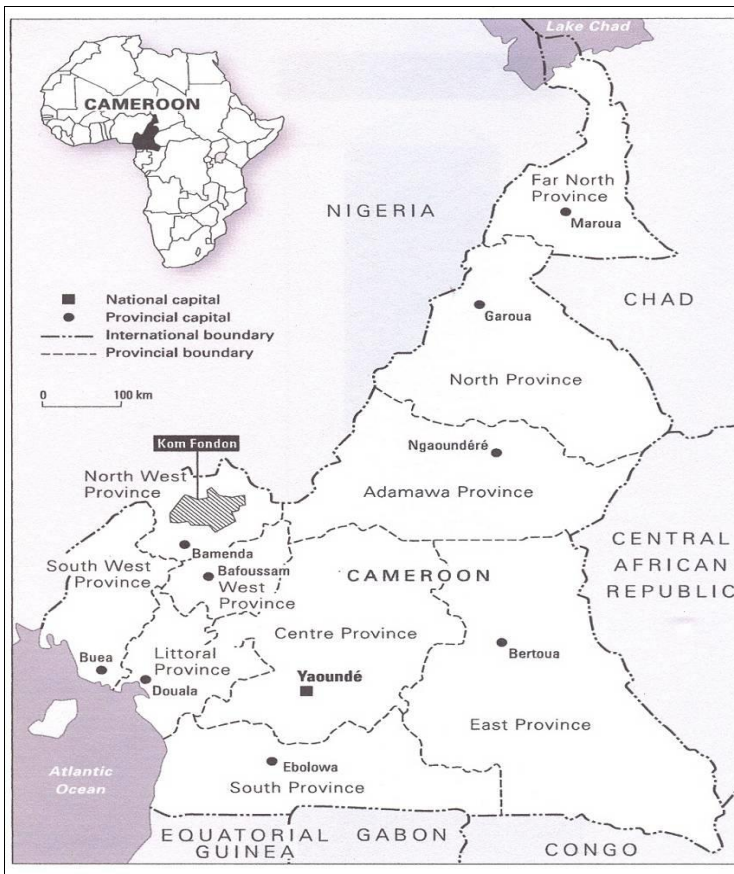 Lake Chad
CAMEROON
Far North
Province
Maroua
NIGERIA
CHAD
National capital
Provincial capital
International boundary
Provincial boundary
Garoua
North Province
0
100 km
Kom Fondon
Ngaoundéré
North West
Province
Adamawa Province
CENTRAL
AFRICAN
REPUBLIC
Bamenda
South West
Province
Bafoussam
West
Province
CAMEROON
Centre Province
Buea
Littoral
Province
Douala
Yaoundé
Bertoua
East Province
Ebolowa
South Province
Atlantic
Ocean
EQUATORIAL
GUINEA
GABON
CONGO